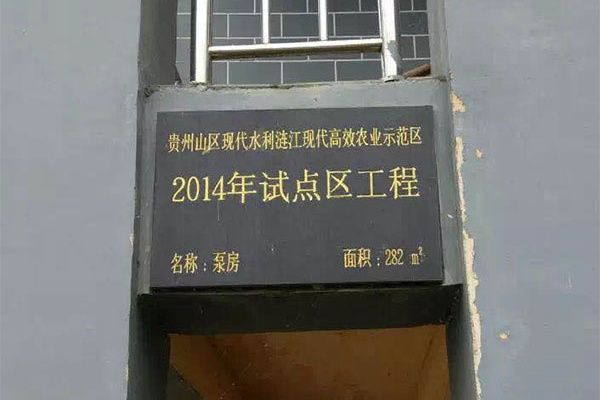 贵州山区现代水利涟江现代高效农业示范区
2014年试点区工程
名称：泵房 面积：282 m²